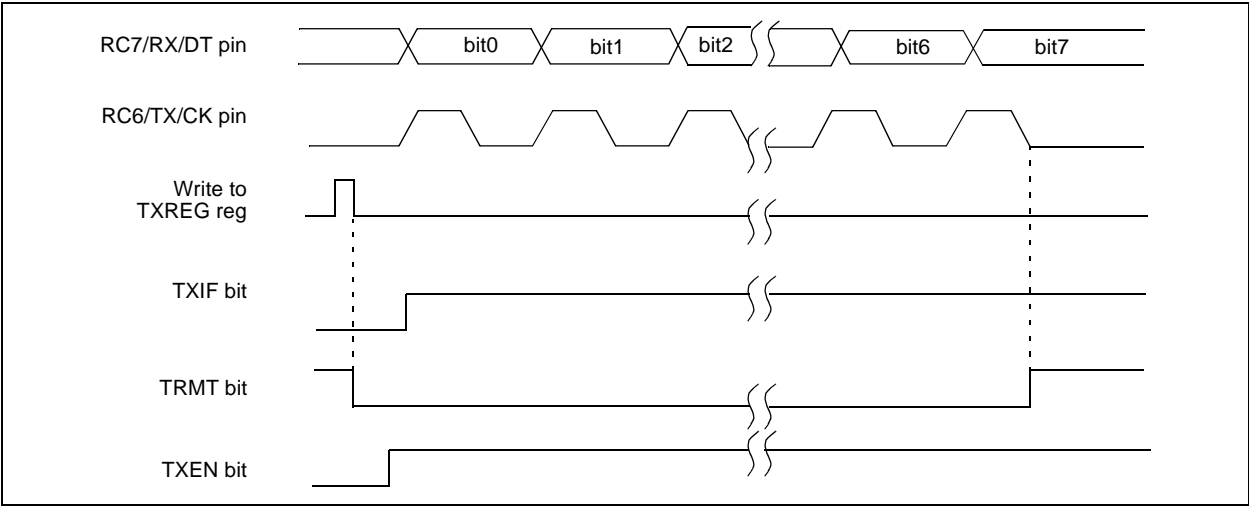 RC7/RX/DT pin
bit0
bit1
bit2
bit6
bit7
RC6/TX/CK pin
Write to
TXREG reg
TXIF bit
TRMT bit
TXEN bit